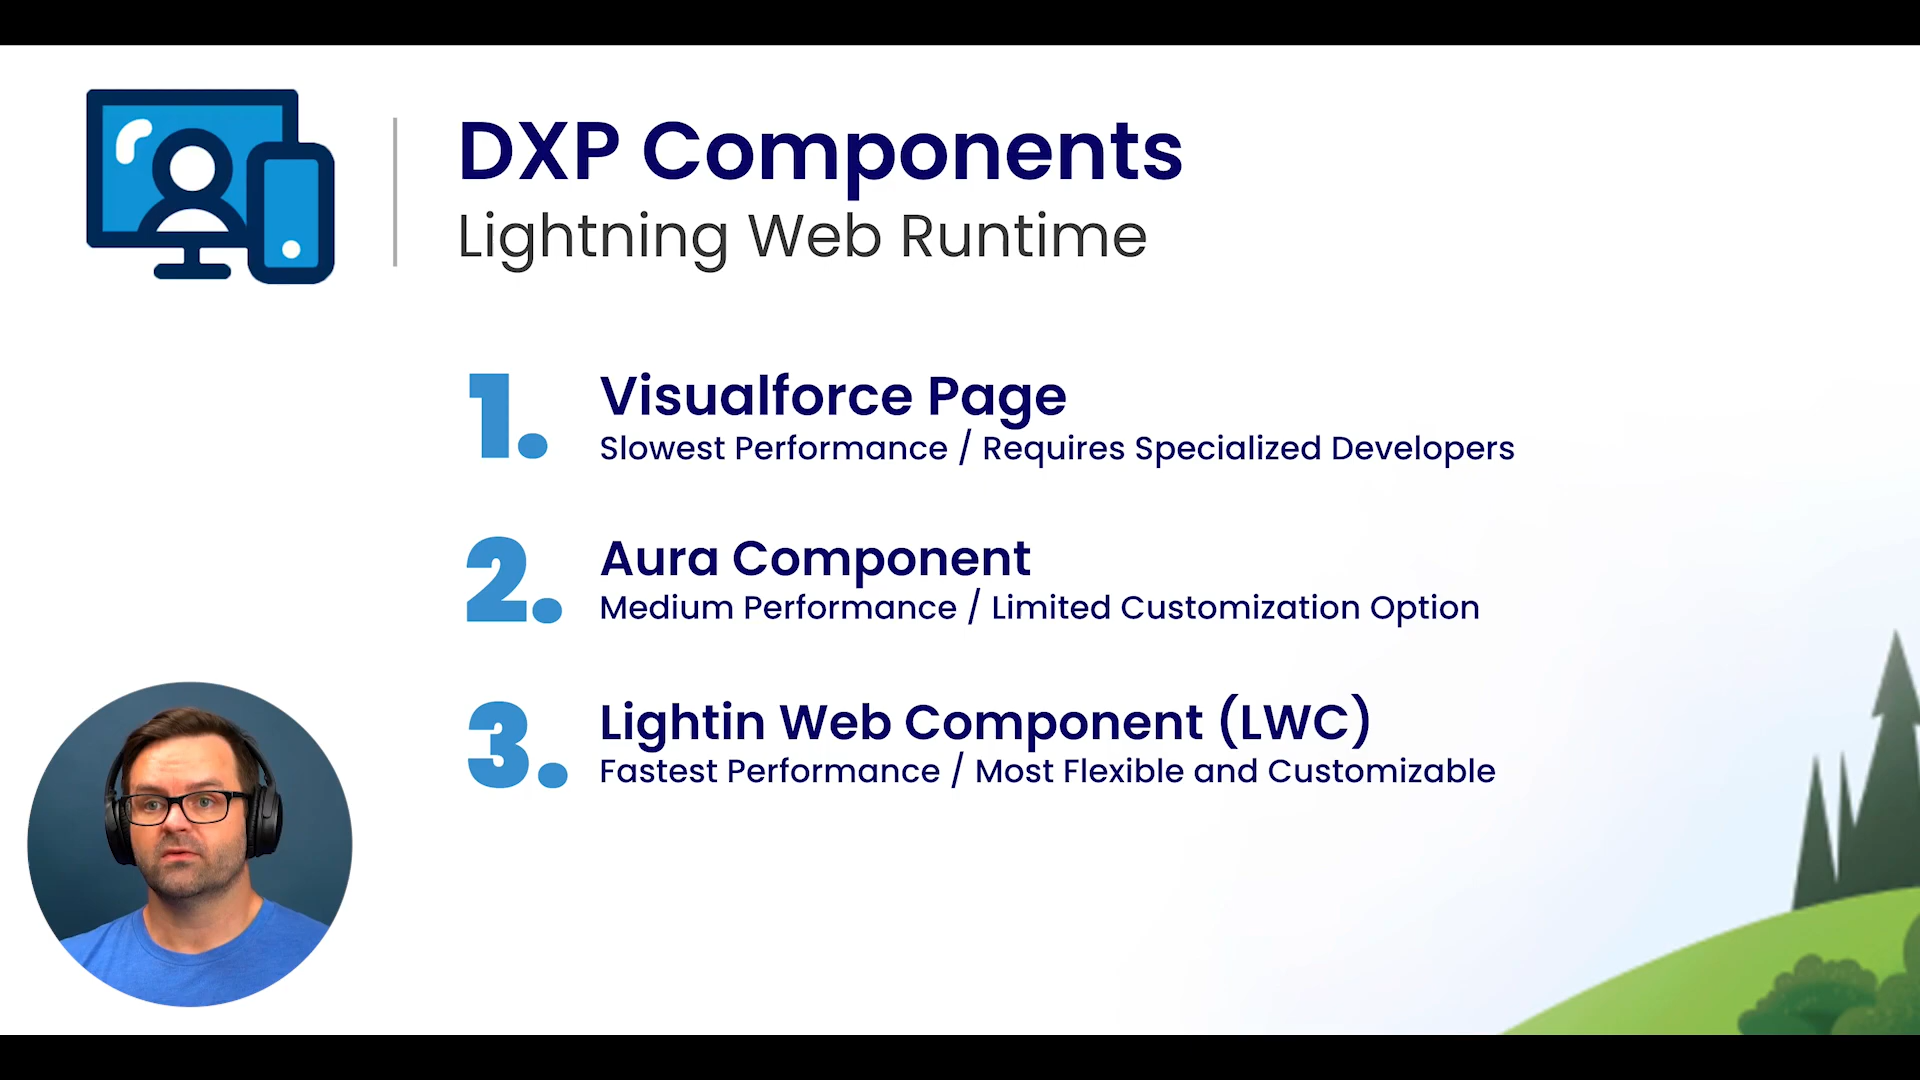 DXP Components
Lightning Web Runtime
1. Visualforce Page
Slowest Performance / Requires Specialized Developers
2. Aura Component
Medium Performance / Limited Customization Option
3. Lightin Web Component (LWC)
Fastest Performance / Most Flexible and Customizable